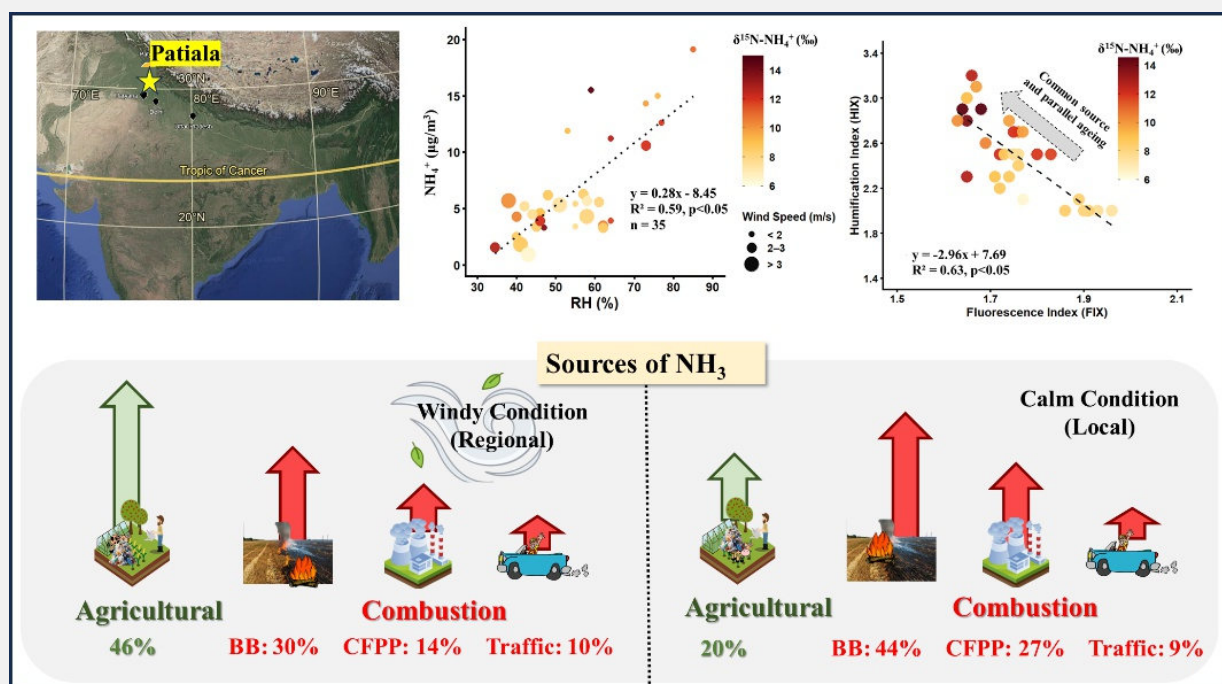 Patiala
30°N
70°E
80°E
90°E
Tropic of Cancer
20°N
20
15
10
5
0
NH₄⁺ (µg/m³)
30 40 50 60 70 80 90
RH (%)
y = 0.28x - 8.45
R² = 0.59, p<0.05
n = 35
δ¹⁵N-NH₄⁺ (‰)
14
12
10
8
6
Wind Speed (m/s)
< 2
2–3
> 3
3.4
3.0
2.6
2.2
1.8
1.4
Humification Index (HIX)
1.5 1.7 1.9 2.1
Fluorescence Index (FIX)
y = -2.96x + 7.69
R² = 0.63, p<0.05
Common source
and parallel ageing
δ¹⁵N-NH₄⁺ (‰)
14
12
10
8
6
Sources of NH₃
Windy Condition
(Regional)
Agricultural
46%
Combustion
BB: 30% CFPP: 14% Traffic: 10%
Calm Condition
(Local)
Agricultural
20%
Combustion
BB: 44% CFPP: 27% Traffic: 9%